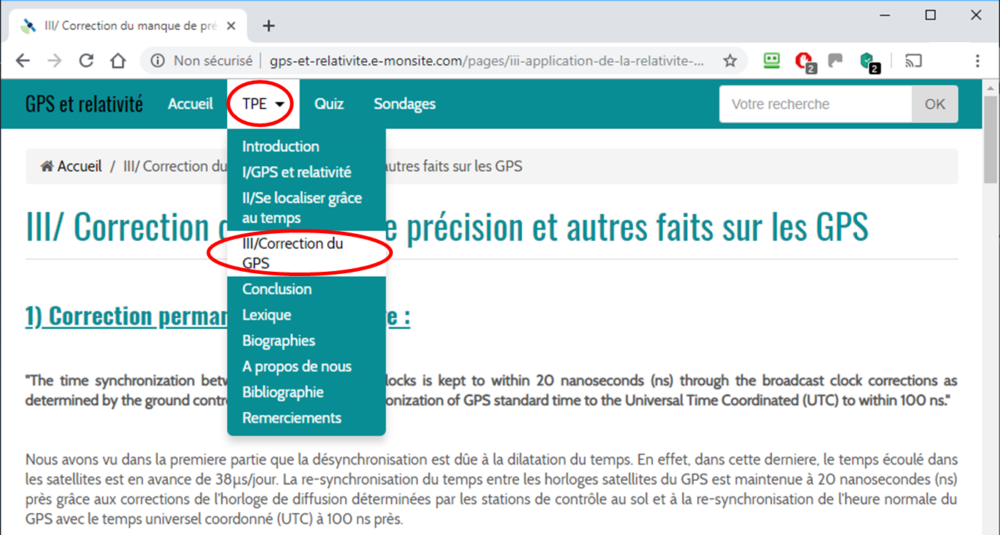 III/ Correction du manque de pré
Non sécurisé | gps-et-relativite.e-monsite.com/pages/iii-application-de-la-relativite-...
2
2
GPS et relativité
Accueil
TPE
Quiz
Sondages
Votre recherche
OK
Introduction
I/GPS et relativité
II/Se localiser grâce
au temps
III/Correction du
GPS
Conclusion
Lexique
Biographies
A propos de nous
Bibliographie
Remerciements
Accueil / III/ Correction du autres faits sur les GPS
III/ Correction précision et autres faits sur les GPS
1) Correction perman e :
"The time synchronization betw locks is kept to within 20 nanoseconds (ns) through the broadcast clock corrections as
determined by the ground contr onization of GPS standard time to the Universal Time Coordinated (UTC) to within 100 ns."
Nous avons vu dans la premiere partie que la désynchronisation est dûe à la dilatation du temps. En effet, dans cette derniere, le temps écoulé dans
les satellites est en avance de 38µs/jour. La re-synchronisation du temps entre les horloges satellites du GPS est maintenue à 20 nanosecondes (ns)
près grâce aux corrections de l'horloge de diffusion déterminées par les stations de contrôle au sol et à la re-synchronisation de l'heure normale du
GPS avec le temps universel coordonné (UTC) à 100 ns près.